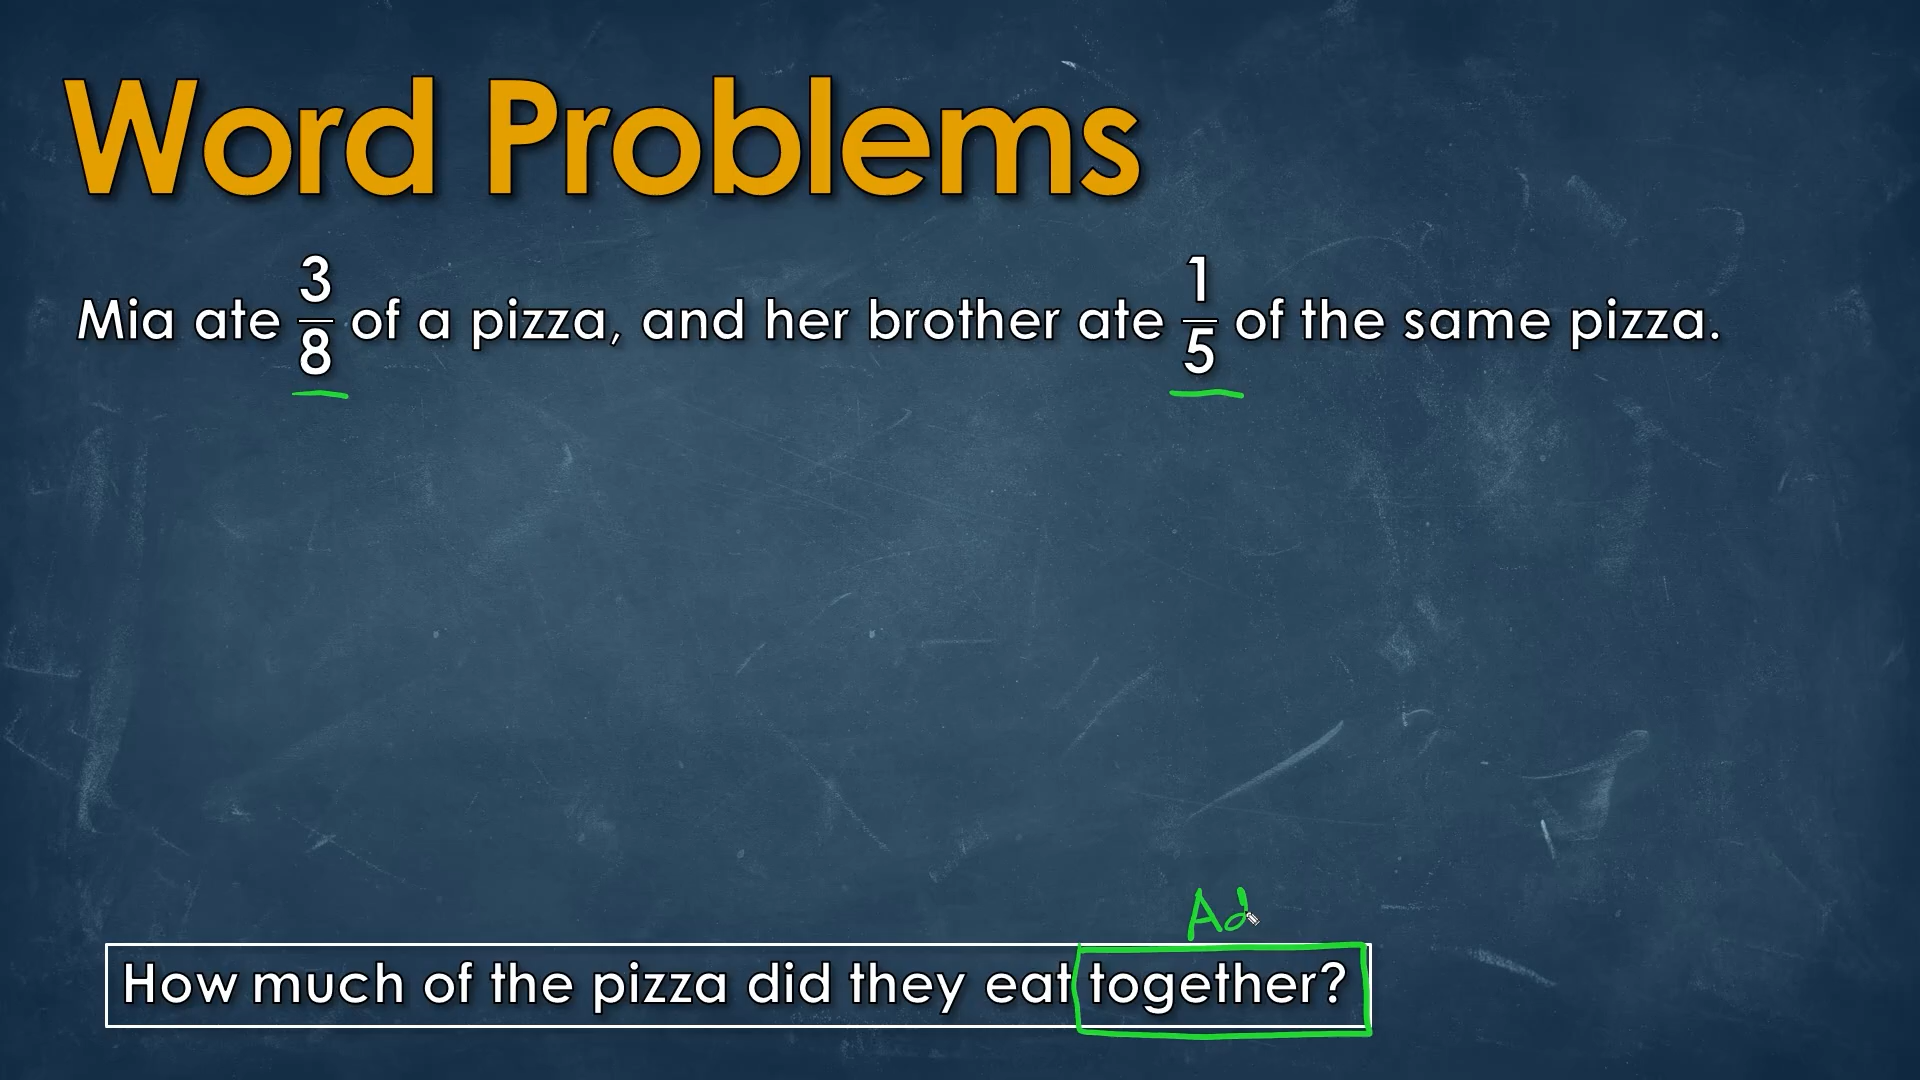 Word Problems
Mia ate 3/8 of a pizza, and her brother ate 1/5 of the same pizza.
Ad
How much of the pizza did they eat together?